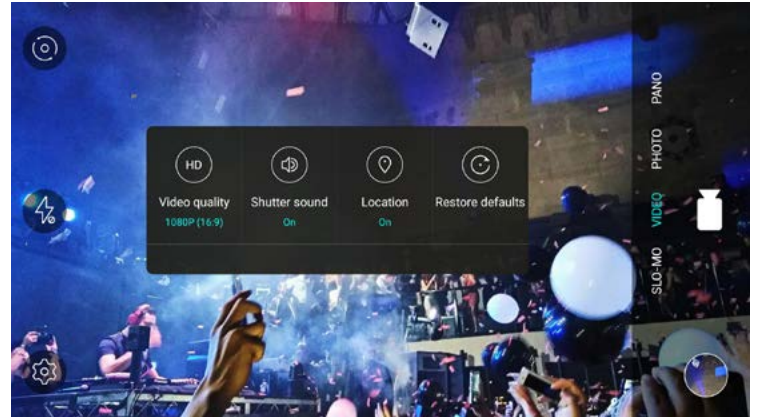 HD
Video quality
1080P (16:9)
Shutter sound
On
Location
On
Restore defaults
PANO
PHOTO
VIDEO
SLO-MO